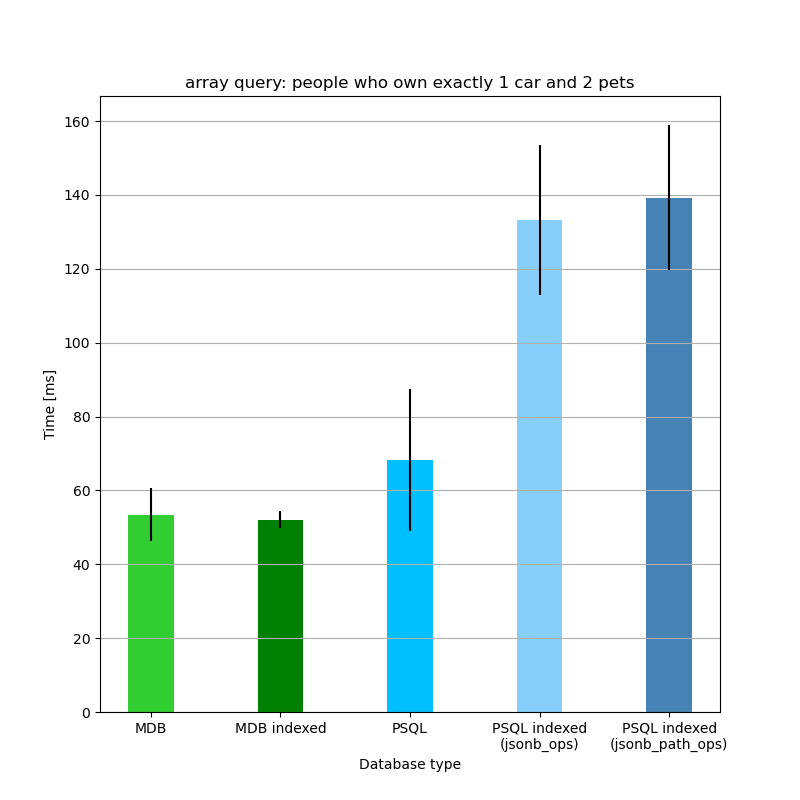 array query: people who own exactly 1 car and 2 pets
160
140
120
100
80
60
40
20
0
Time [ms]
MDB
MDB indexed
PSQL
PSQL indexed
(jsonb_ops)
PSQL indexed
(jsonb_path_ops)
Database type